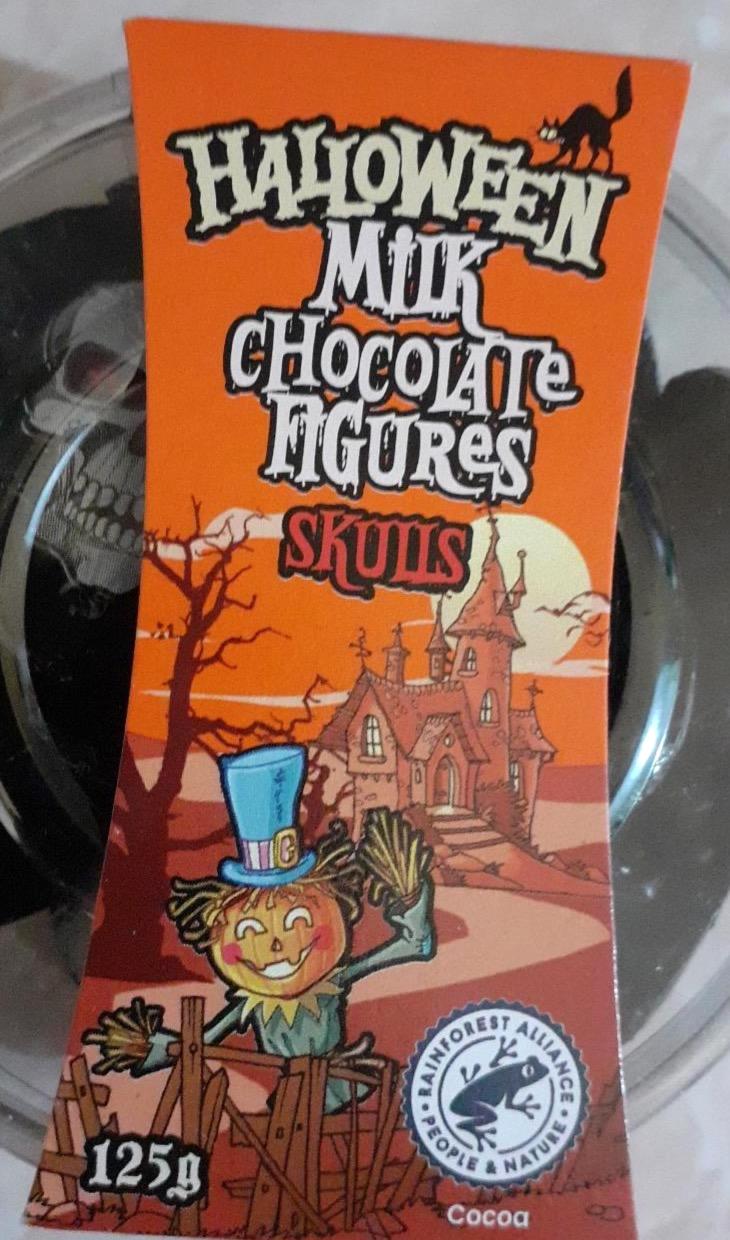 HALLOWEEN
MiLK
CHOCOLATe
FIGUReS
SKULLS
RAINFOREST ALLIANCE
PEOPLE & NATURE
125g
Cocoa